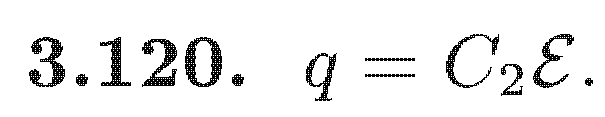 3.120. q = C₂ℰ.